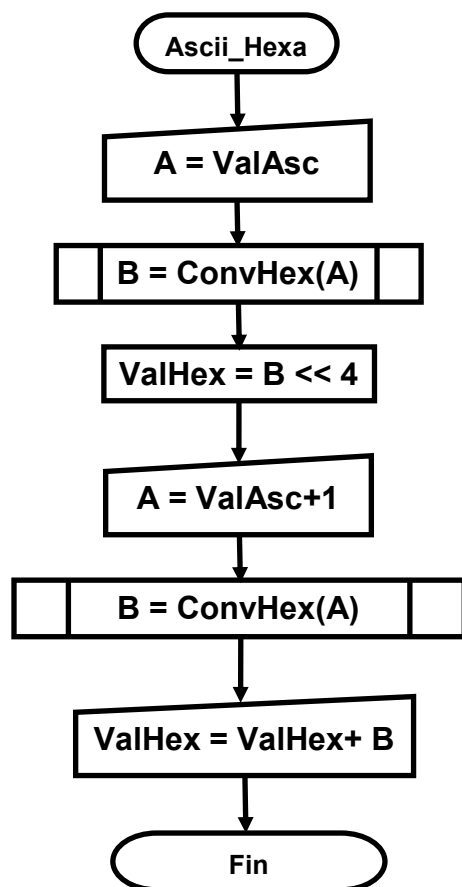 Ascii_Hexa
A = ValAsc
B = ConvHex(A)
ValHex = B << 4
A = ValAsc+1
B = ConvHex(A)
ValHex = ValHex+ B
Fin